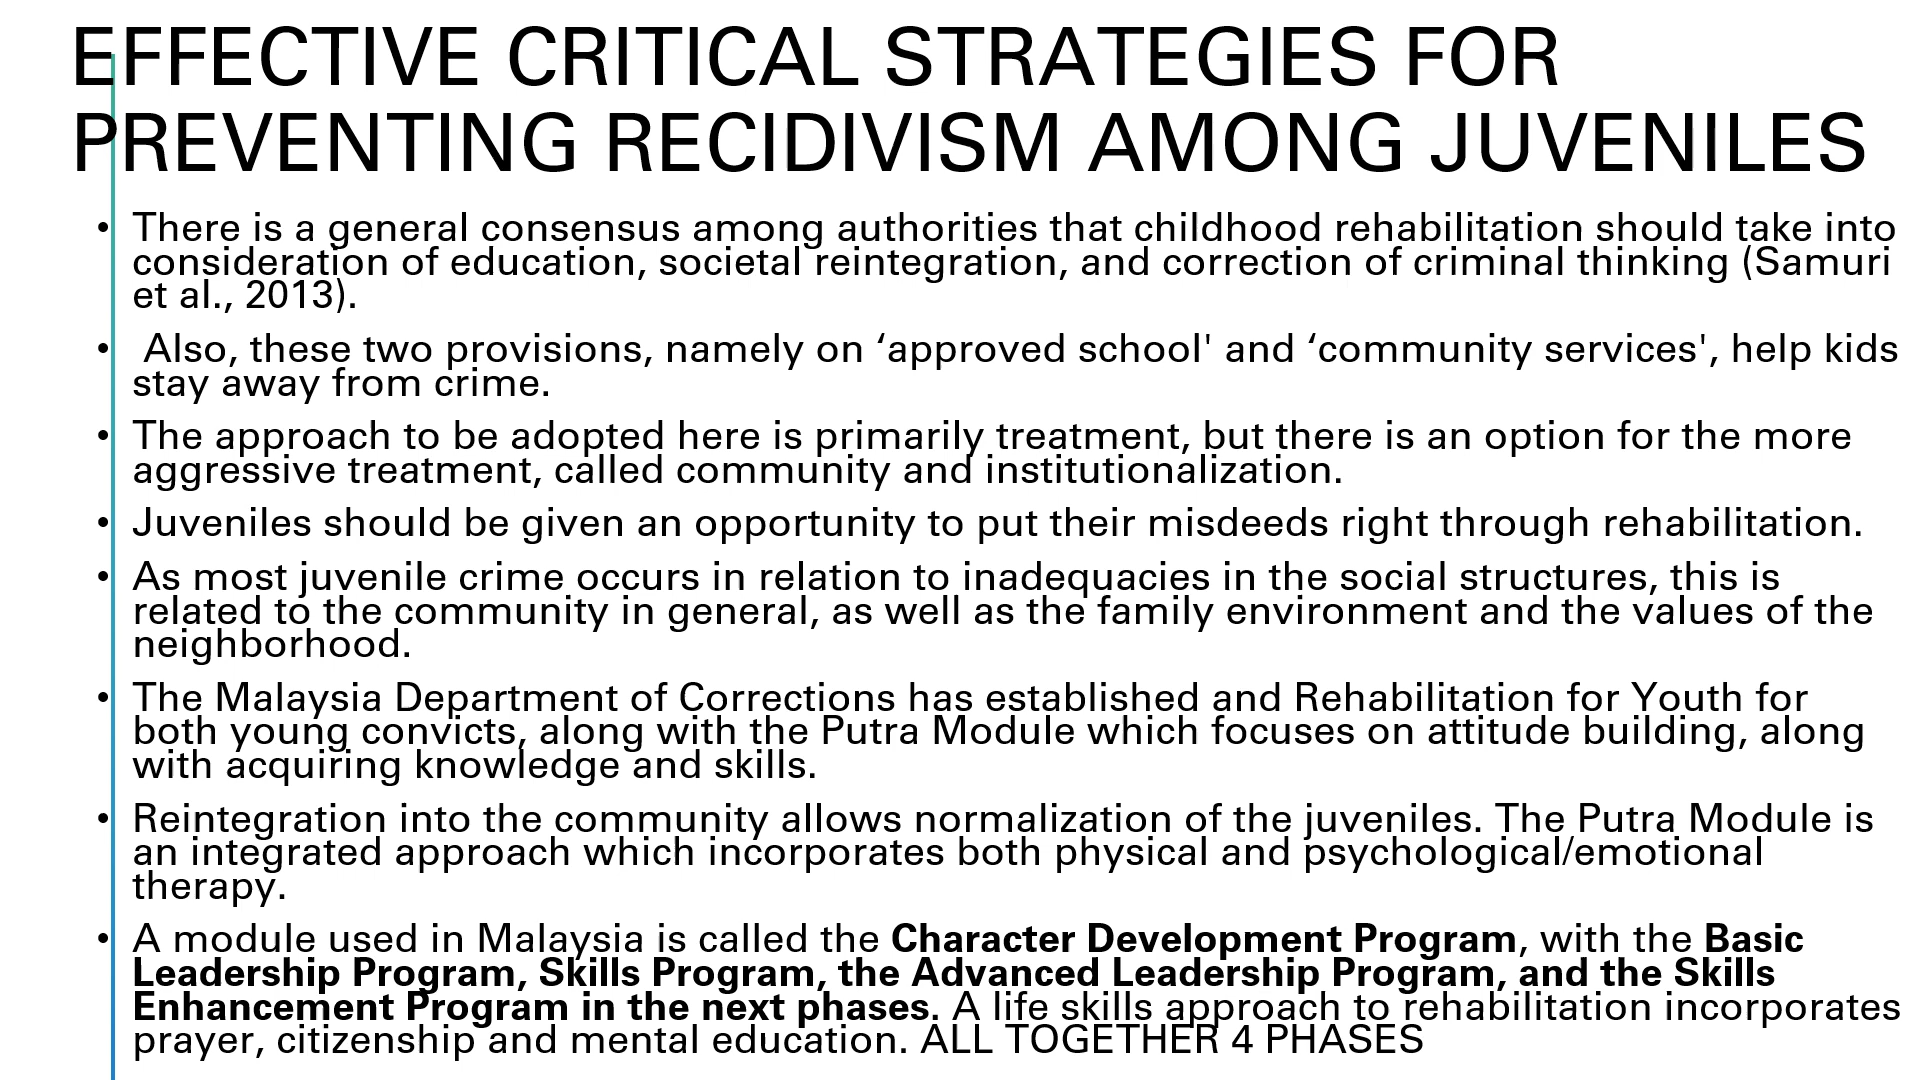 EFFECTIVE CRITICAL STRATEGIES FOR
PREVENTING RECIDIVISM AMONG JUVENILES
• There is a general consensus among authorities that childhood rehabilitation should take into
consideration of education, societal reintegration, and correction of criminal thinking (Samuri
et al., 2013).
• Also, these two provisions, namely on ‘approved school' and ‘community services', help kids
stay away from crime.
• The approach to be adopted here is primarily treatment, but there is an option for the more
aggressive treatment, called community and institutionalization.
• Juveniles should be given an opportunity to put their misdeeds right through rehabilitation.
• As most juvenile crime occurs in relation to inadequacies in the social structures, this is
related to the community in general, as well as the family environment and the values of the
neighborhood.
• The Malaysia Department of Corrections has established and Rehabilitation for Youth for
both young convicts, along with the Putra Module which focuses on attitude building, along
with acquiring knowledge and skills.
• Reintegration into the community allows normalization of the juveniles. The Putra Module is
an integrated approach which incorporates both physical and psychological/emotional
therapy.
• A module used in Malaysia is called the Character Development Program, with the Basic
Leadership Program, Skills Program, the Advanced Leadership Program, and the Skills
Enhancement Program in the next phases. A life skills approach to rehabilitation incorporates
prayer, citizenship and mental education. ALL TOGETHER 4 PHASES